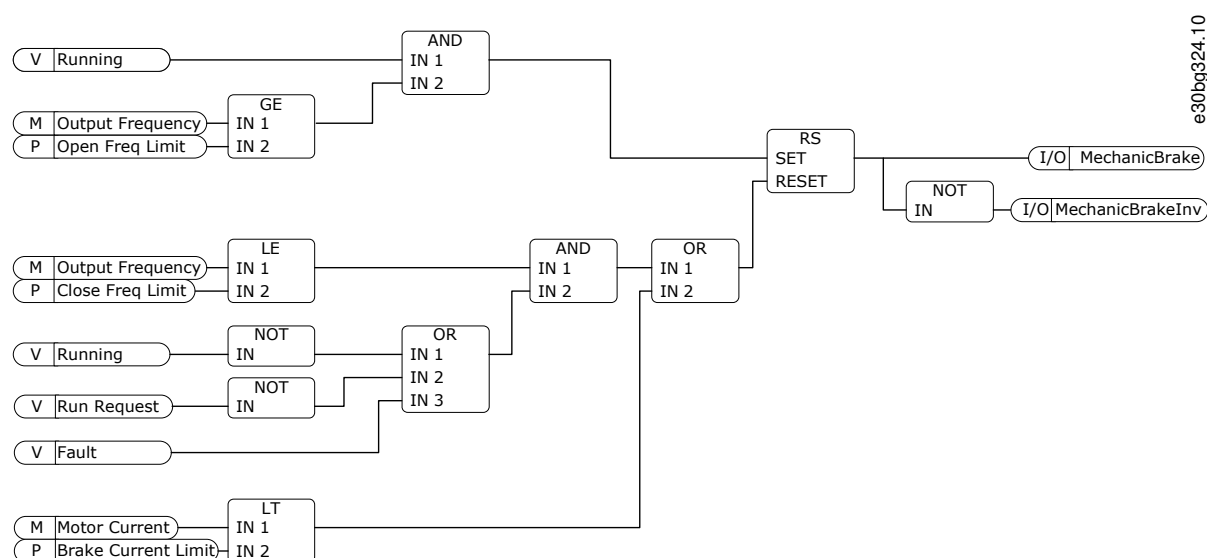 AND
V Running
IN 1
IN 2
GE
M Output Frequency
IN 1
P Open Freq Limit
IN 2
RS
SET
RESET
I/O MechanicBrake
NOT
IN
I/O MechanicBrakeInv
LE
M Output Frequency
IN 1
P Close Freq Limit
IN 2
AND
IN 1
IN 2
OR
IN 1
IN 2
NOT
V Running
IN
OR
IN 1
IN 2
IN 3
NOT
V Run Request
IN
V Fault
LT
M Motor Current
IN 1
P Brake Current Limit
IN 2
e30bg324.10